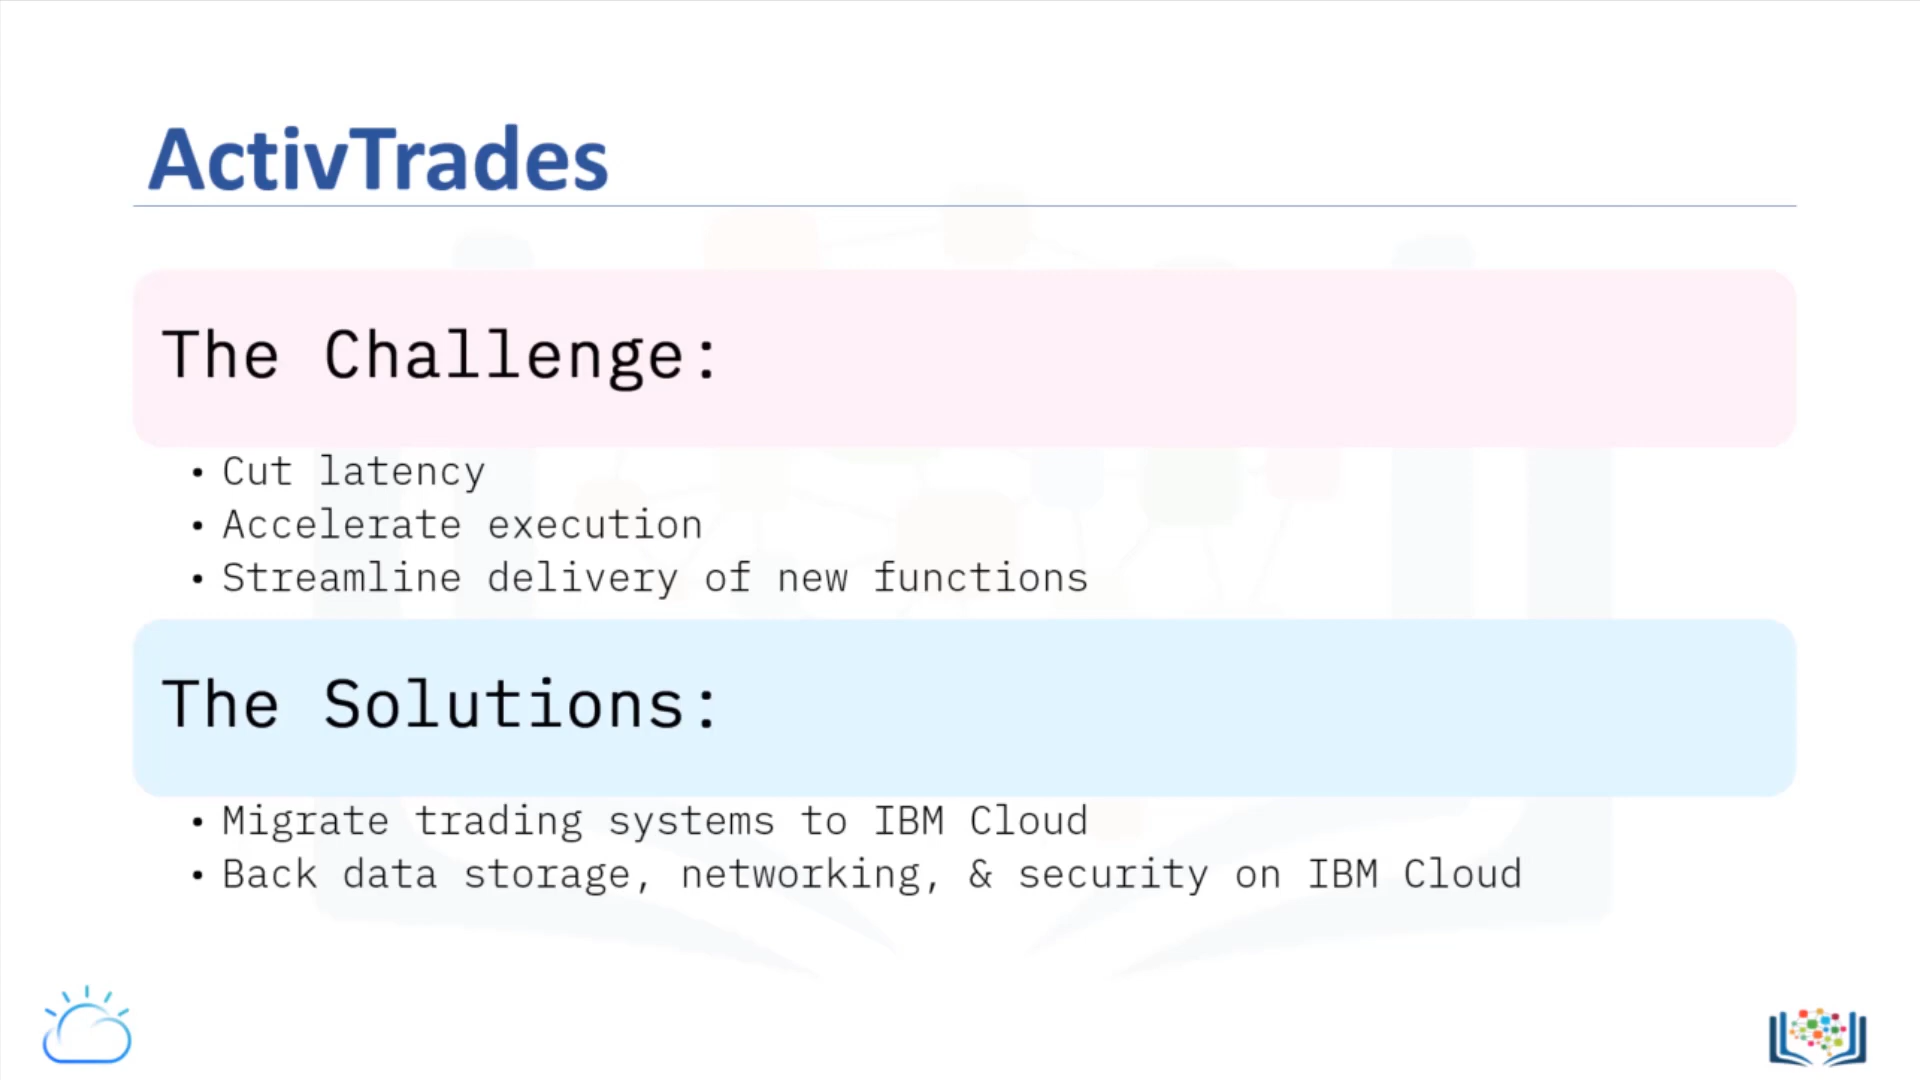 ActivTrades
The Challenge:
• Cut latency
• Accelerate execution
• Streamline delivery of new functions
The Solutions:
• Migrate trading systems to IBM Cloud
• Back data storage, networking, & security on IBM Cloud